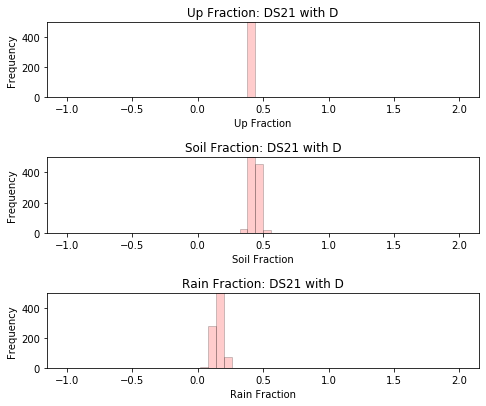 Up Fraction: DS21 with D
400
200
0
Frequency
−1.0 −0.5 0.0 0.5 1.0 1.5 2.0
Up Fraction
Soil Fraction: DS21 with D
400
200
0
Frequency
−1.0 −0.5 0.0 0.5 1.0 1.5 2.0
Soil Fraction
Rain Fraction: DS21 with D
400
200
0
Frequency
−1.0 −0.5 0.0 0.5 1.0 1.5 2.0
Rain Fraction